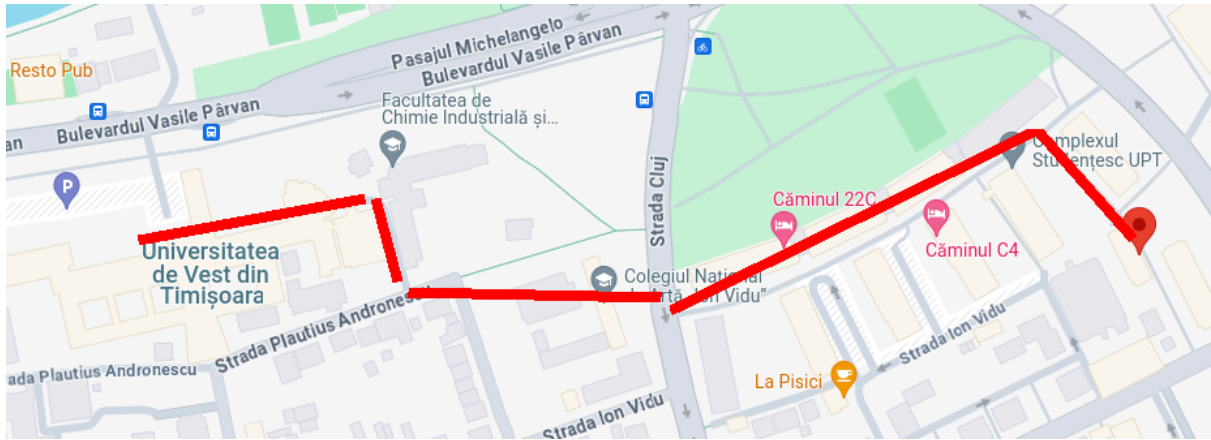 Resto Pub
Pasajul Michelangelo
Bulevardul Vasile Pârvan
Bulevardul Vasile Pârvan
an
Facultatea de
Chimie Industrială și...
P
Strada Cluj
Complexul
Studențesc UPT
Căminul 22C
Căminul C4
Universitatea
de Vest din
Timișoara
Colegiul Național
de Artă „Ion Vidu”
Strada Plautius Andronescu
ada Plautius Andronescu
Strada Ion Vidu
La Pisici
Strada Ion Vidu